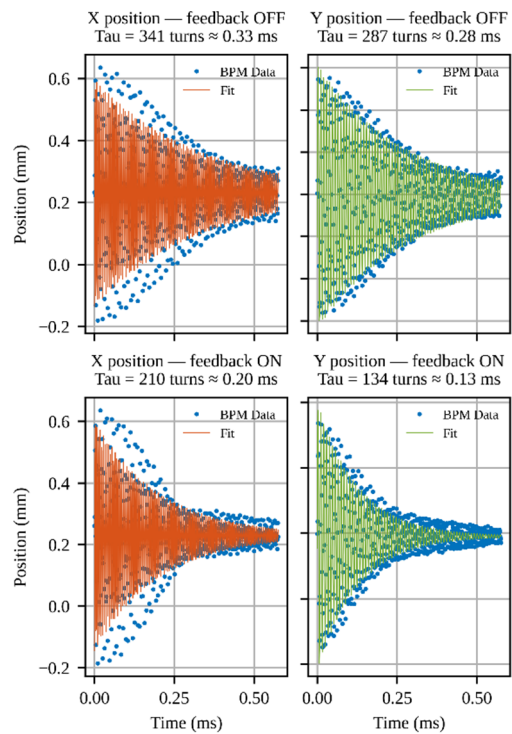 X position — feedback OFF
Tau = 341 turns ≈ 0.33 ms
Y position — feedback OFF
Tau = 287 turns ≈ 0.28 ms
0.6
0.4
0.2
0.0
−0.2
Position (mm)
BPM Data
Fit
BPM Data
Fit
X position — feedback ON
Tau = 210 turns ≈ 0.20 ms
Y position — feedback ON
Tau = 134 turns ≈ 0.13 ms
0.6
0.4
0.2
0.0
−0.2
Position (mm)
BPM Data
Fit
BPM Data
Fit
0.00 0.25 0.50
Time (ms)
0.00 0.25 0.50
Time (ms)